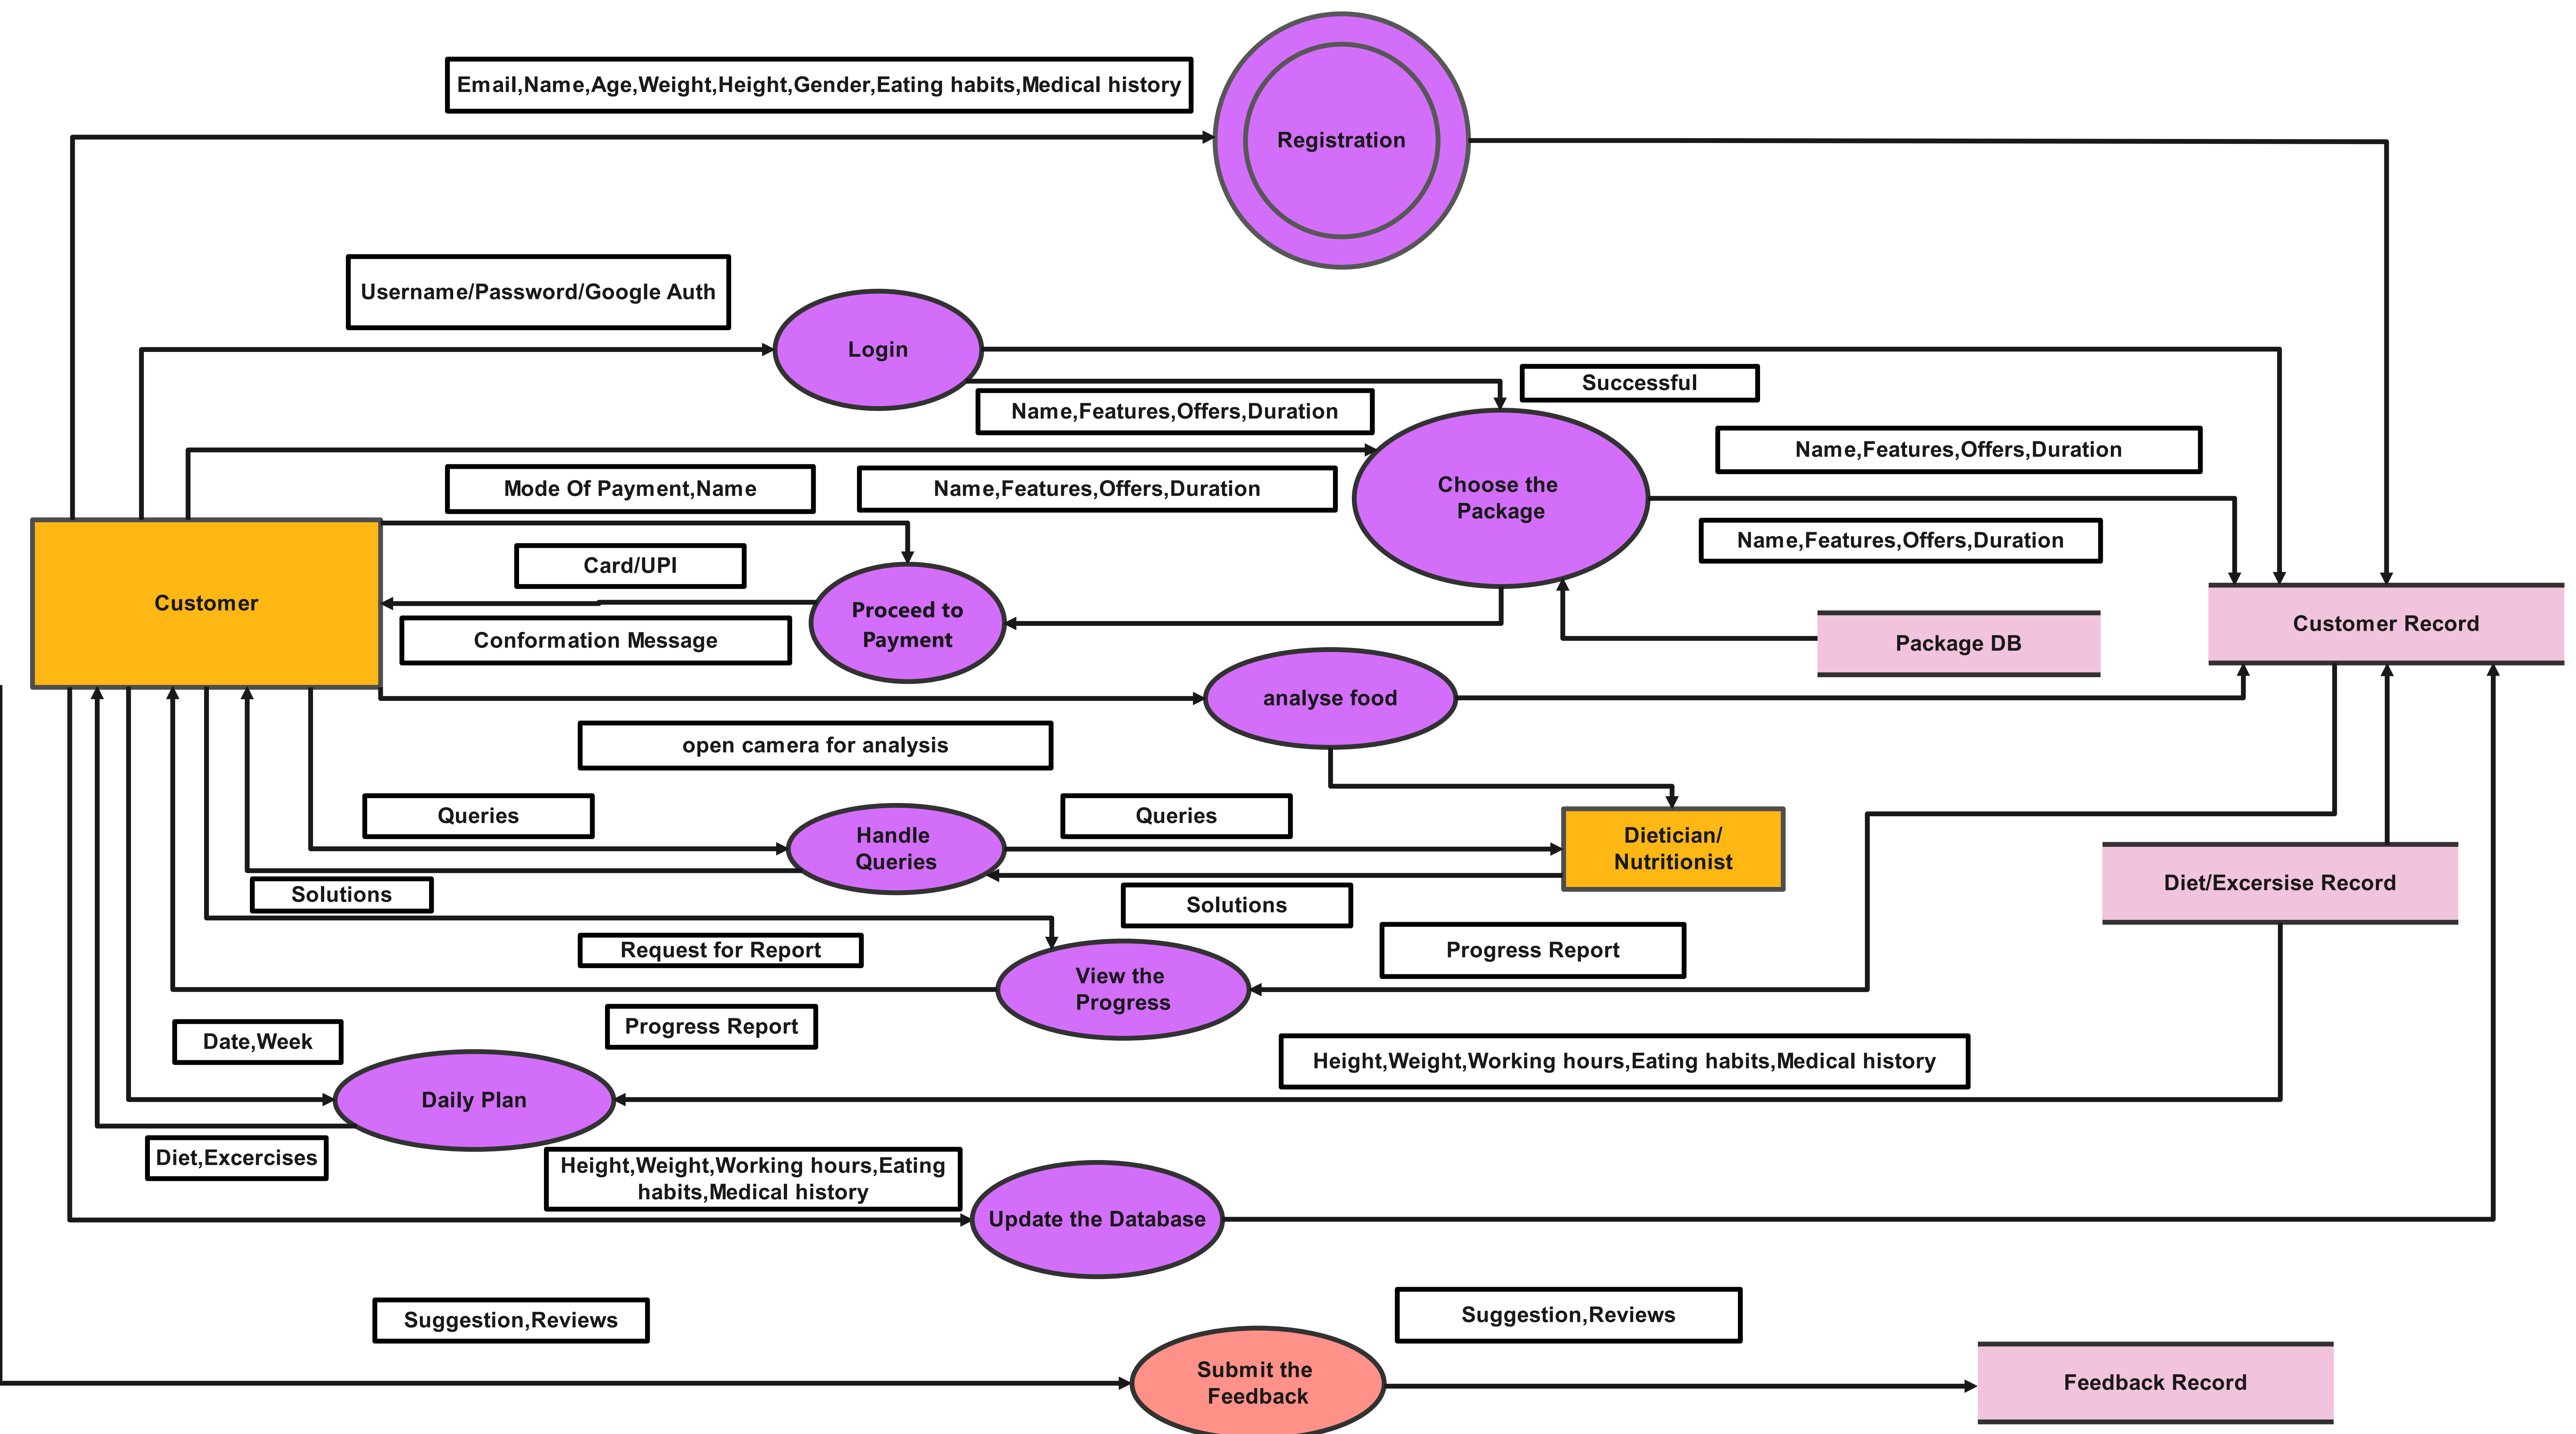 Email,Name,Age,Weight,Height,Gender,Eating habits,Medical history
Registration
Username/Password/Google Auth
Login
Successful
Name,Features,Offers,Duration
Name,Features,Offers,Duration
Mode Of Payment,Name
Name,Features,Offers,Duration
Choose the
Package
Name,Features,Offers,Duration
Card/UPI
Customer
Proceed to
Payment
Customer Record
Conformation Message
Package DB
analyse food
open camera for analysis
Queries
Queries
Handle
Queries
Dietician/
Nutritionist
Diet/Excersise Record
Solutions
Solutions
Request for Report
Progress Report
View the
Progress
Progress Report
Date,Week
Height,Weight,Working hours,Eating habits,Medical history
Daily Plan
Diet,Excercises
Height,Weight,Working hours,Eating
habits,Medical history
Update the Database
Suggestion,Reviews
Suggestion,Reviews
Submit the
Feedback
Feedback Record